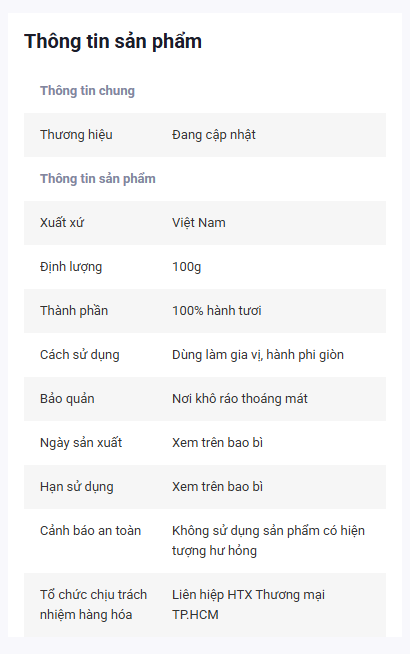 Thông tin sản phẩm
Thông tin chung
Thương hiệu Đang cập nhật
Thông tin sản phẩm
Xuất xứ Việt Nam
Định lượng 100g
Thành phần 100% hành tươi
Cách sử dụng Dùng làm gia vị, hành phi giòn
Bảo quản Nơi khô ráo thoáng mát
Ngày sản xuất Xem trên bao bì
Hạn sử dụng Xem trên bao bì
Cảnh báo an toàn Không sử dụng sản phẩm có hiện
tượng hư hỏng
Tổ chức chịu trách
nhiệm hàng hóa
Liên hiệp HTX Thương mại
TP.HCM